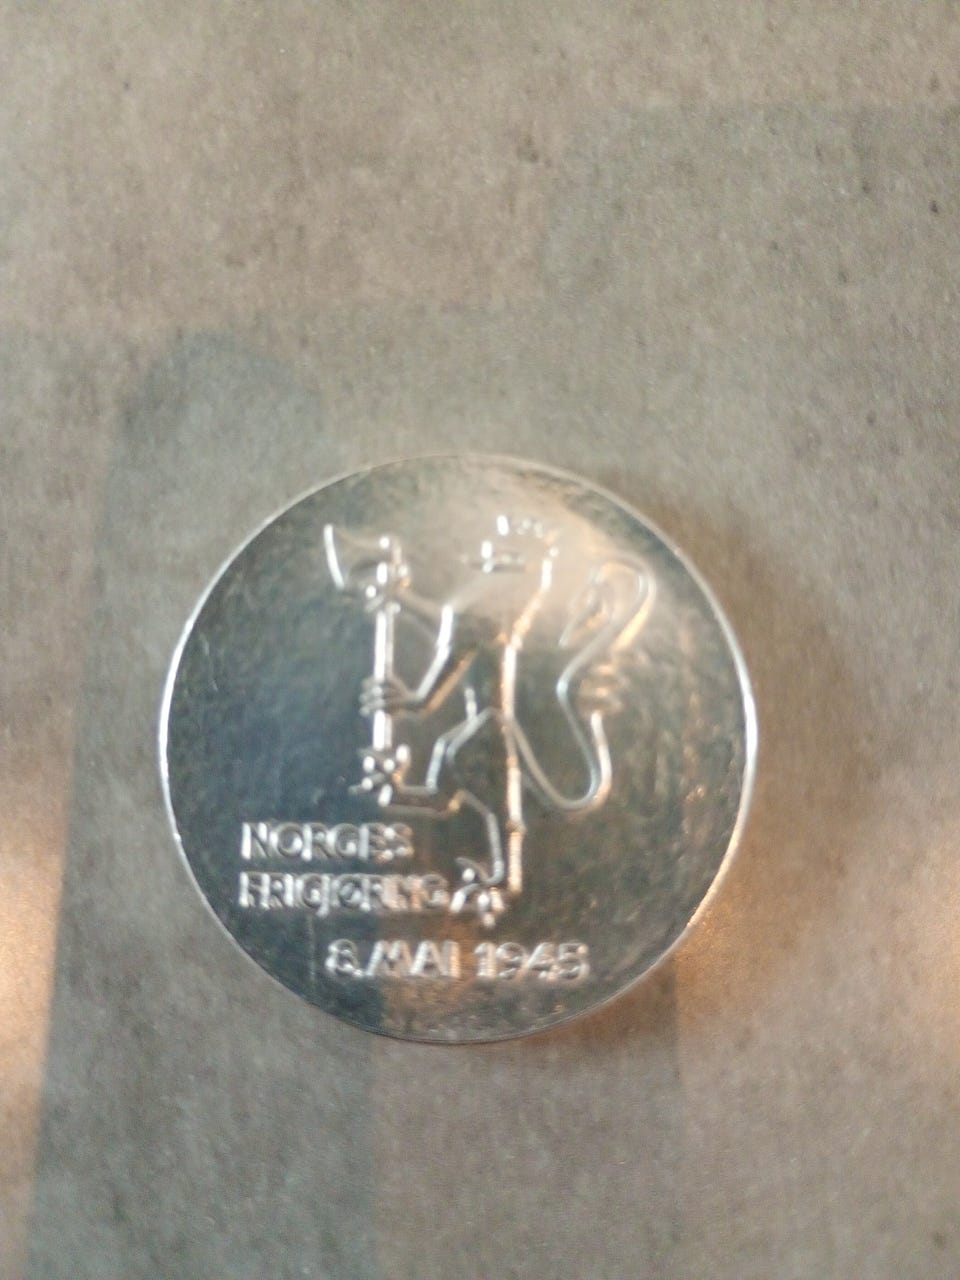 NORGES
FRIGJØRING
8. MAI 1945